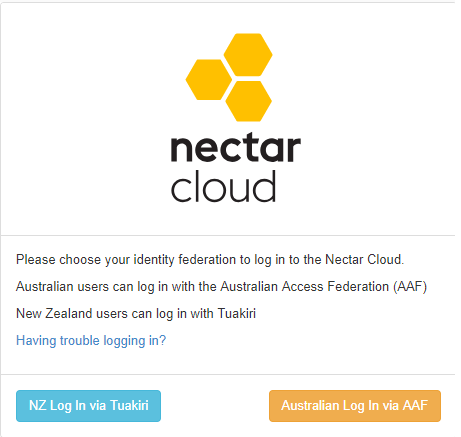 nectar
cloud
Please choose your identity federation to log in to the Nectar Cloud.
Australian users can log in with the Australian Access Federation (AAF)
New Zealand users can log in with Tuakiri
Having trouble logging in?
NZ Log In via Tuakiri
Australian Log In via AAF